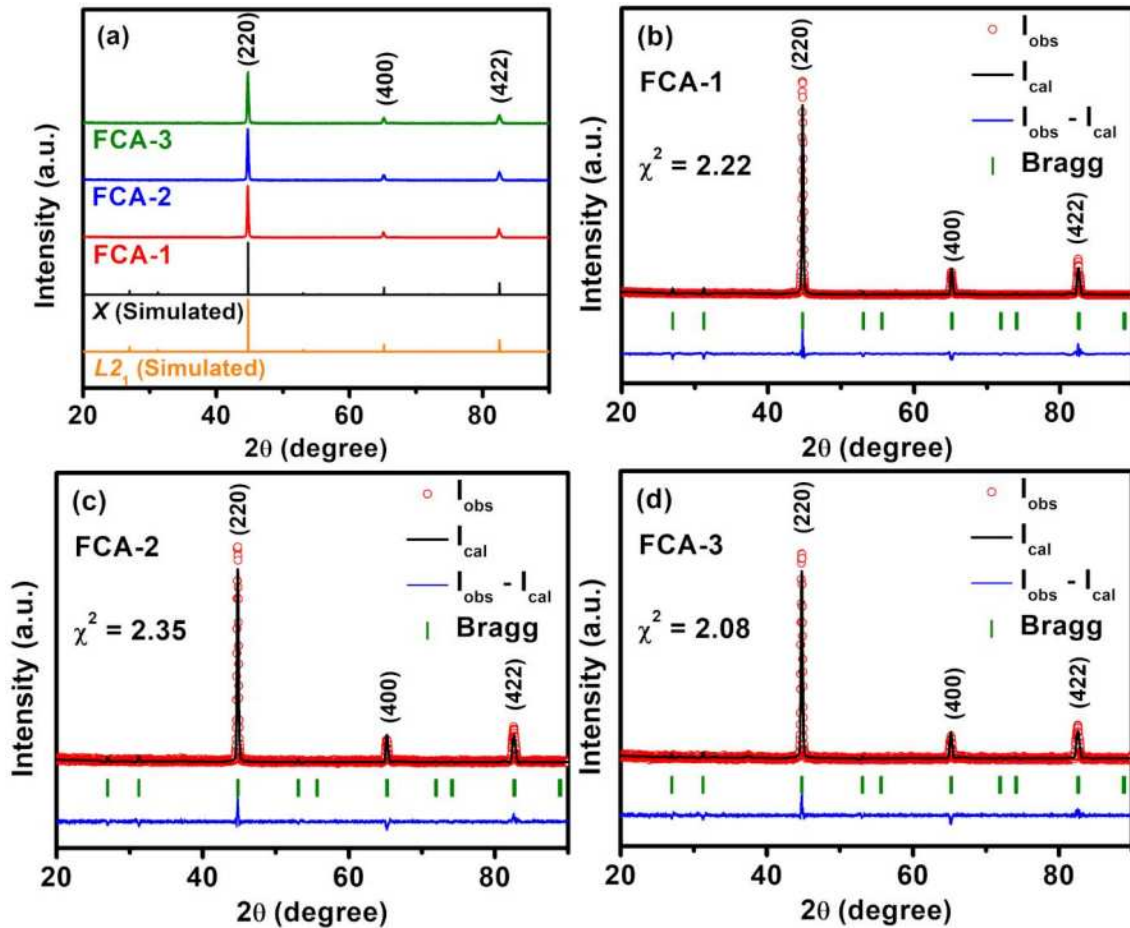 (a)
(220)
(400)
(422)
FCA-3
FCA-2
FCA-1
X (Simulated)
L2₁ (Simulated)
Intensity (a.u.)
20 40 60 80
2θ (degree)
(b)
FCA-1
χ² = 2.22
(220)
(400)
(422)
I_obs
I_cal
I_obs - I_cal
Bragg
Intensity (a.u.)
20 40 60 80
2θ (degree)
(c)
FCA-2
χ² = 2.35
(220)
(400)
(422)
I_obs
I_cal
I_obs - I_cal
Bragg
Intensity (a.u.)
20 40 60 80
2θ (degree)
(d)
FCA-3
χ² = 2.08
(220)
(400)
(422)
I_obs
I_cal
I_obs - I_cal
Bragg
Intensity (a.u.)
20 40 60 80
2θ (degree)